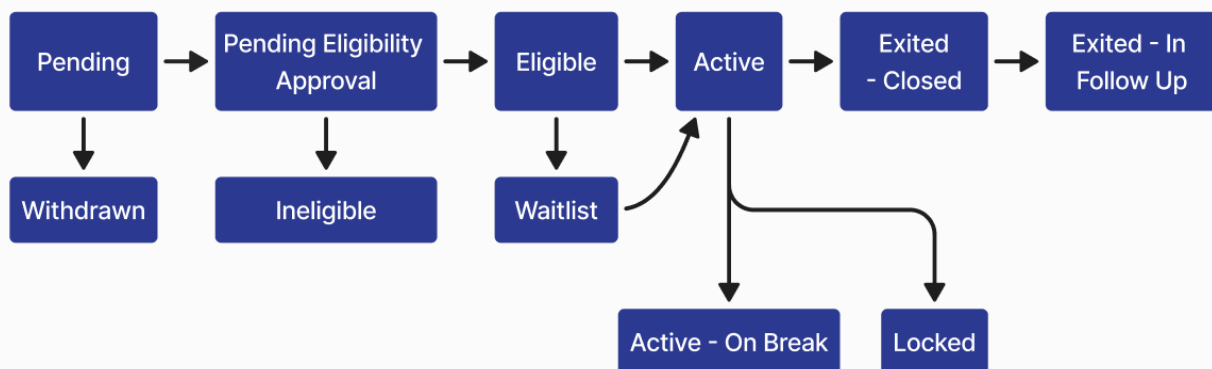 Pending
Pending Eligibility
Approval
Eligible
Active
Exited
- Closed
Exited - In
Follow Up
Withdrawn
Ineligible
Waitlist
Active - On Break
Locked